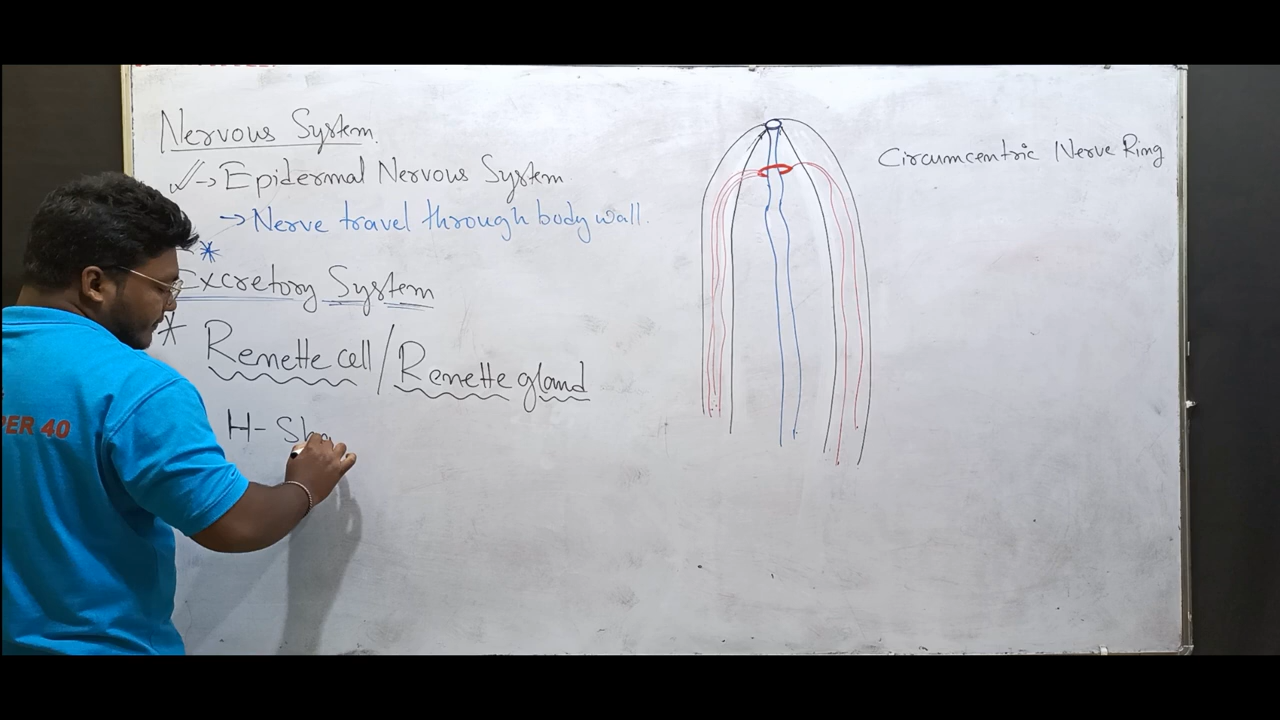 Nervous System.
→ Epidermal Nervous System
→ Nerve travel through body wall.
*
Excretory System
* Renette cell / Renette gland
H - Sha
Circumcentric Nerve Ring
PER 40